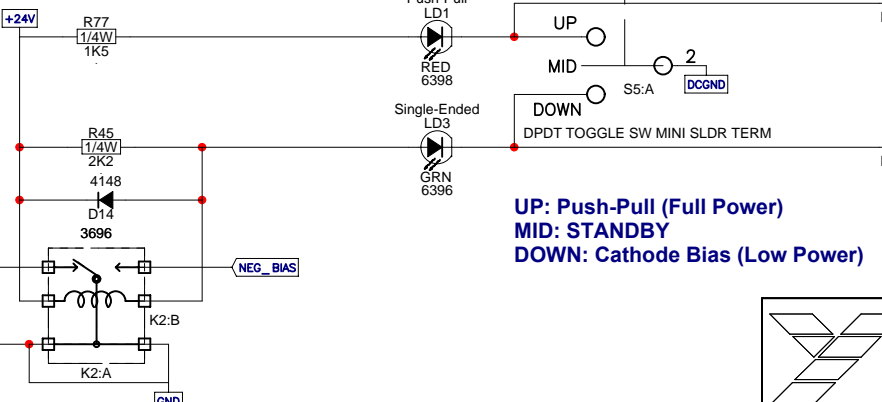 Push-Pull
+24V
R77
LD1
UP
1/4W
1K5
RED
6398
MID
2
S5:A
DCGND
Single-Ended
LD3
DOWN
DPDT TOGGLE SW MINI SLDR TERM
R45
1/4W
2K2
GRN
6396
4148
D14
3696
UP: Push-Pull (Full Power)
MID: STANDBY
DOWN: Cathode Bias (Low Power)
NEG_BIAS
K2:B
K2:A
GND